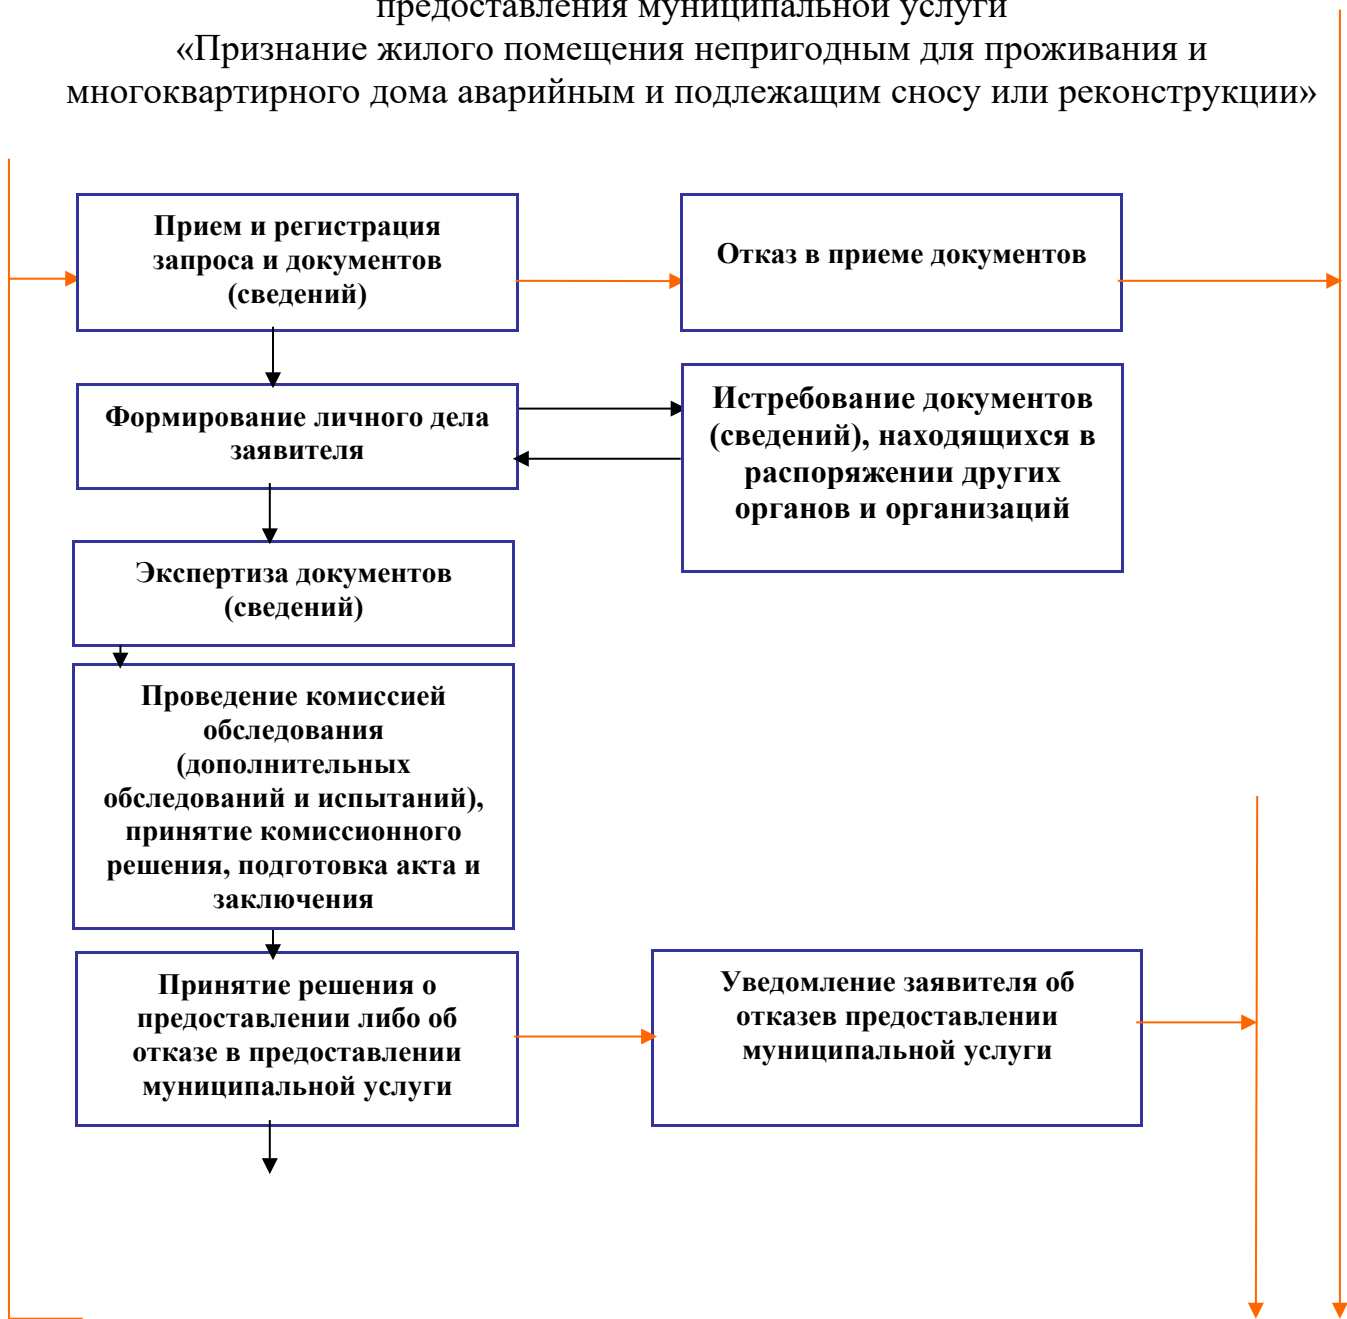 предоставления муниципальной услуги
«Признание жилого помещения непригодным для проживания и
многоквартирного дома аварийным и подлежащим сносу или реконструкции»
Прием и регистрация
запроса и документов
(сведений)
Отказ в приеме документов
Формирование личного дела
заявителя
Истребование документов
(сведений), находящихся в
распоряжении других
органов и организаций
Экспертиза документов
(сведений)
Проведение комиссией
обследования
(дополнительных
обследований и испытаний),
принятие комиссионного
решения, подготовка акта и
заключения
Принятие решения о
предоставлении либо об
отказе в предоставлении
муниципальной услуги
Уведомление заявителя об
отказев предоставлении
муниципальной услуги